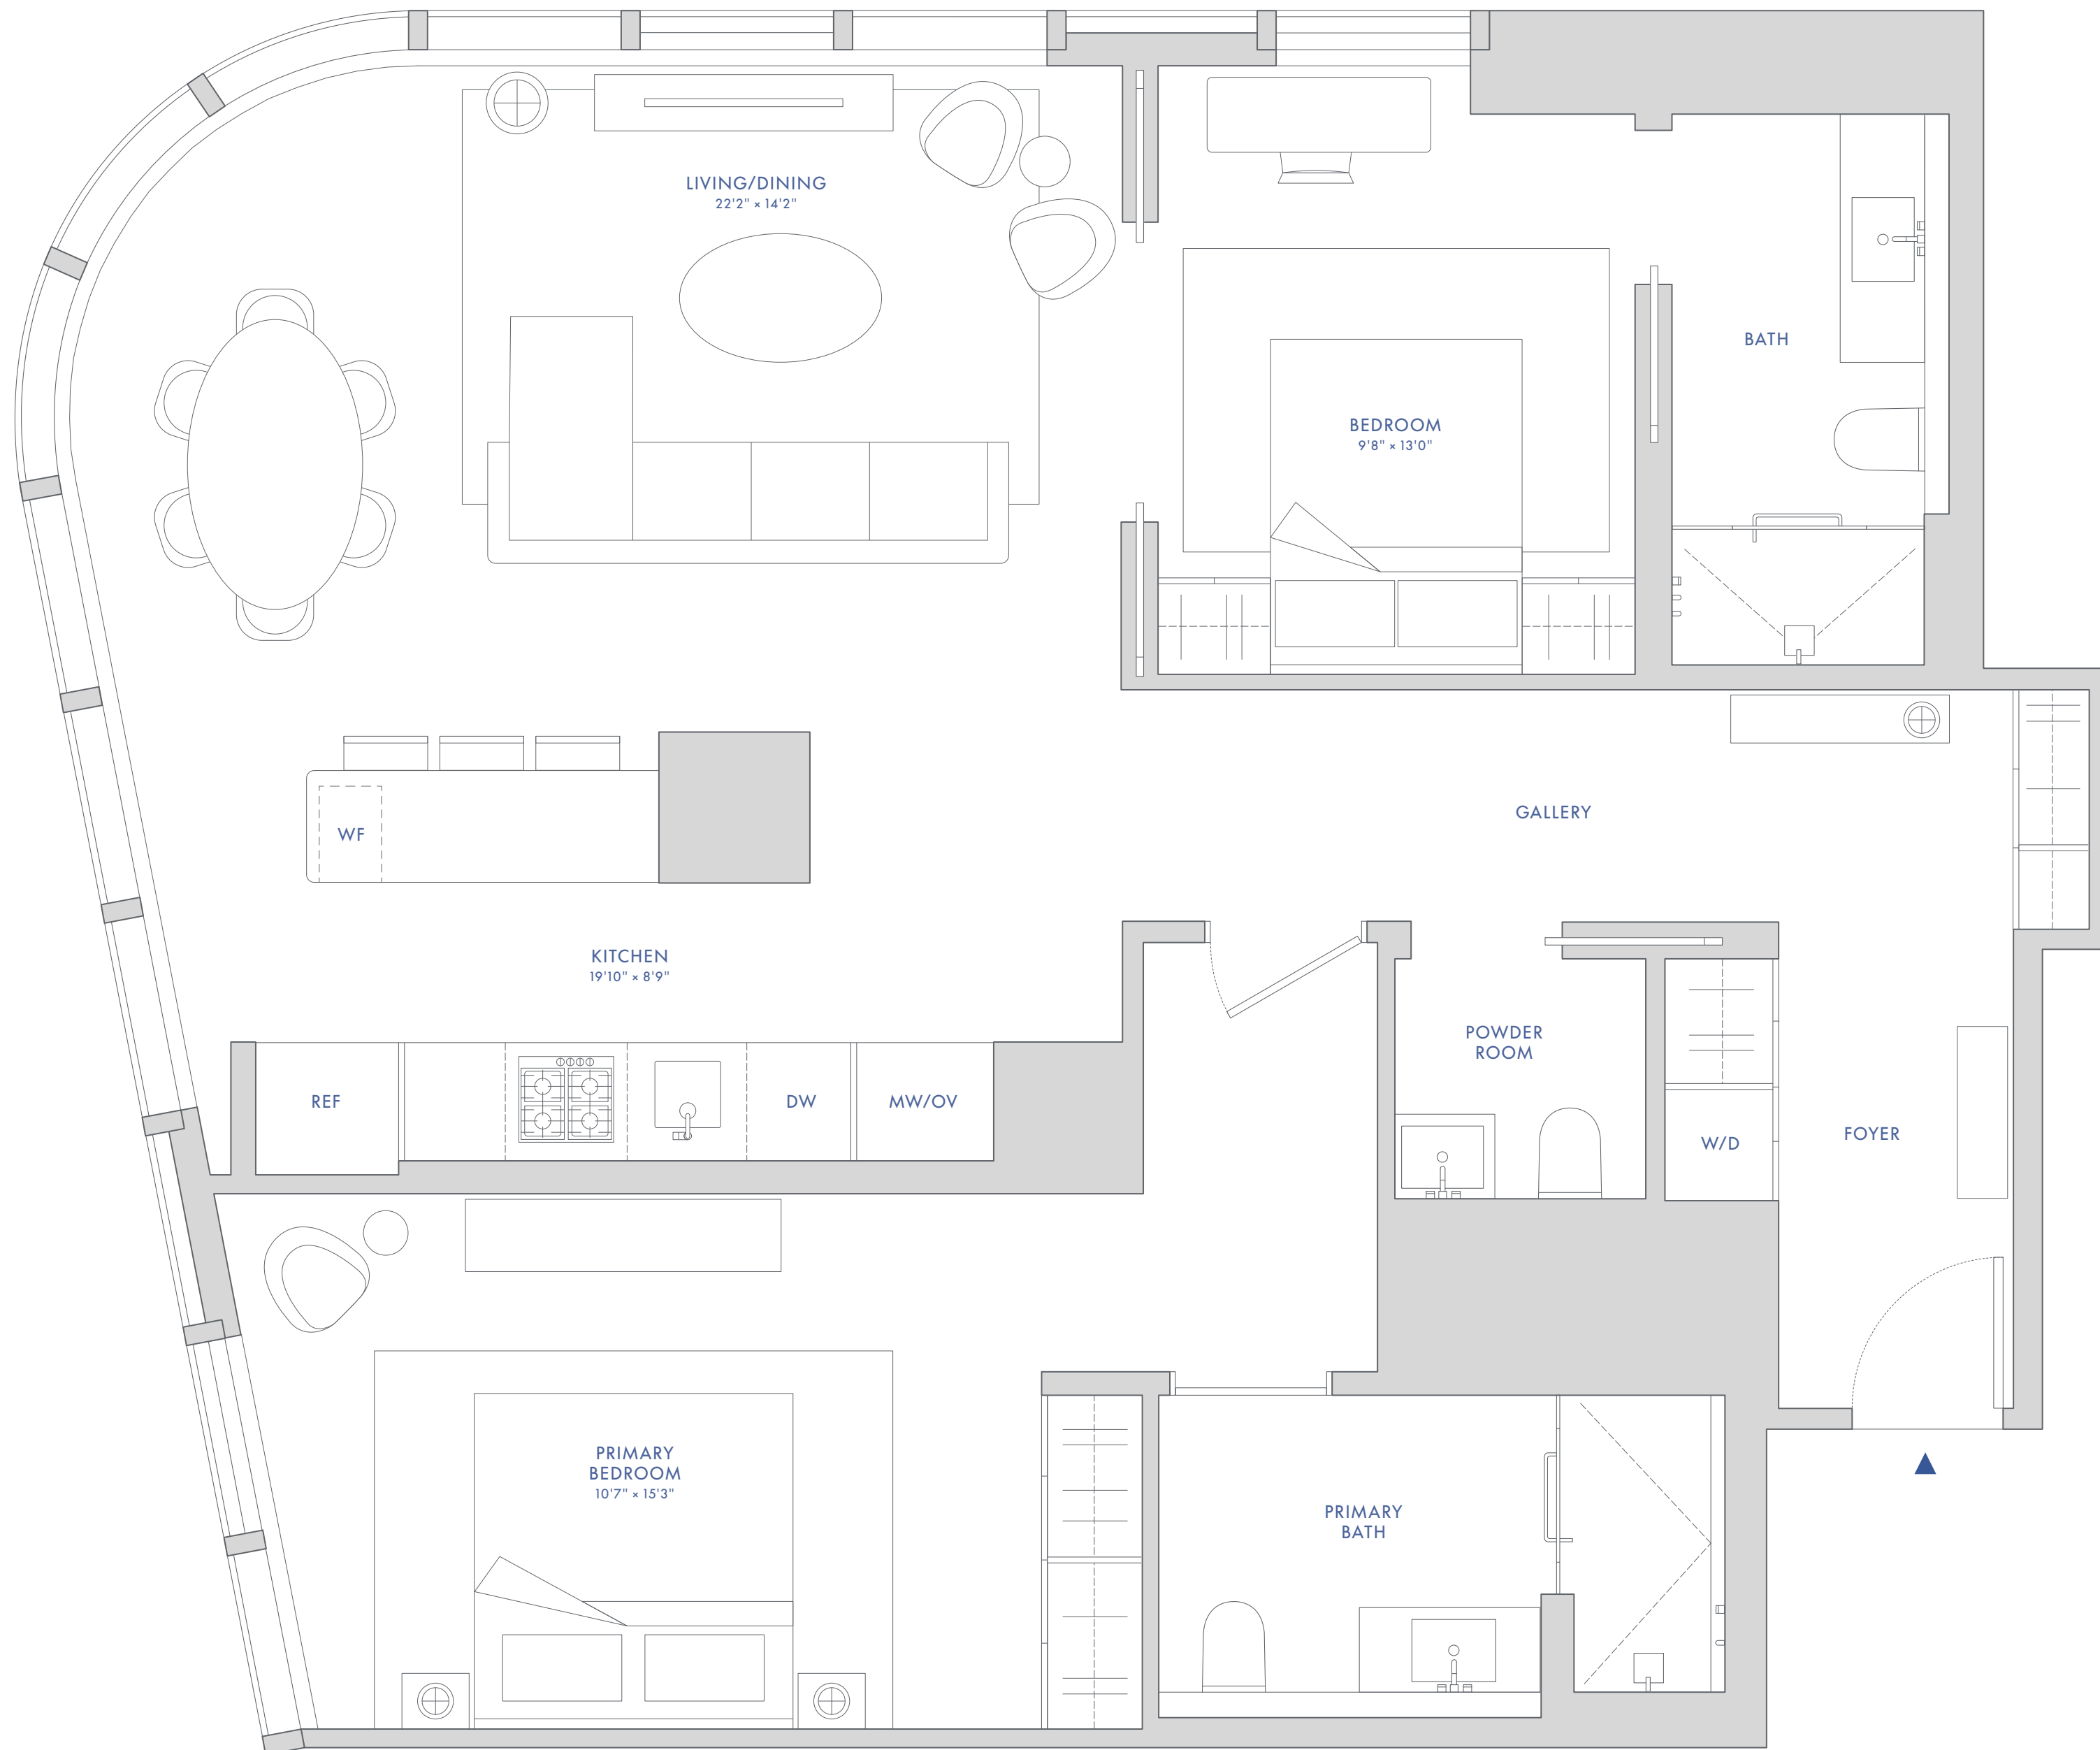 LIVING/DINING
22'2" × 14'2"
BEDROOM
9'8" × 13'0"
BATH
GALLERY
WF
KITCHEN
19'10" × 8'9"
REF
DW
MW/OV
POWDER
ROOM
W/D
FOYER
PRIMARY
BEDROOM
10'7" × 15'3"
PRIMARY
BATH